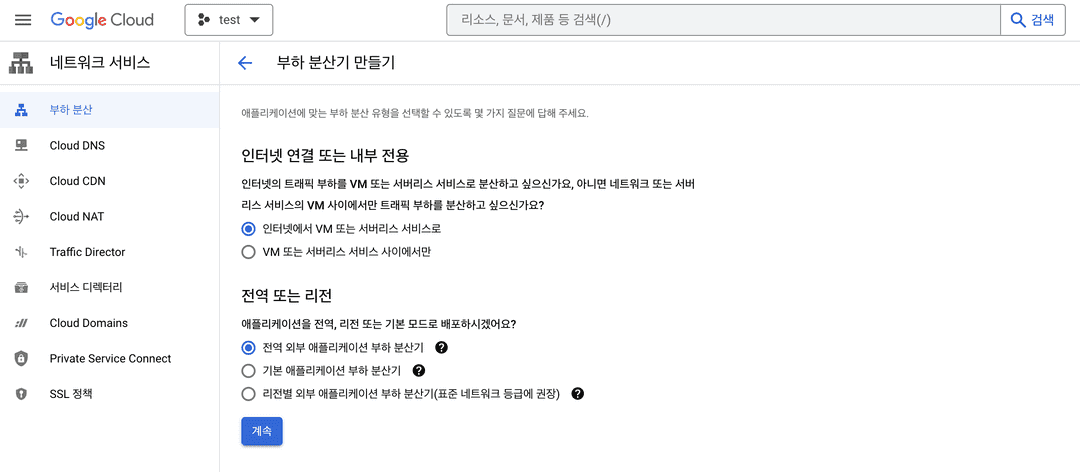 Google Cloud
test
리소스, 문서, 제품 등 검색(/)
검색
네트워크 서비스
부하 분산기 만들기
부하 분산
Cloud DNS
Cloud CDN
Cloud NAT
Traffic Director
서비스 디렉터리
Cloud Domains
Private Service Connect
SSL 정책
애플리케이션에 맞는 부하 분산 유형을 선택할 수 있도록 몇 가지 질문에 답해 주세요.
인터넷 연결 또는 내부 전용
인터넷의 트래픽 부하를 VM 또는 서버리스 서비스로 분산하고 싶으신가요, 아니면 네트워크 또는 서버
리스 서비스의 VM 사이에서만 트래픽 부하를 분산하고 싶으신가요?
인터넷에서 VM 또는 서버리스 서비스로
VM 또는 서버리스 서비스 사이에서만
전역 또는 리전
애플리케이션을 전역, 리전 또는 기본 모드로 배포하시겠어요?
전역 외부 애플리케이션 부하 분산기
기본 애플리케이션 부하 분산기
리전별 외부 애플리케이션 부하 분산기(표준 네트워크 등급에 권장)
계속